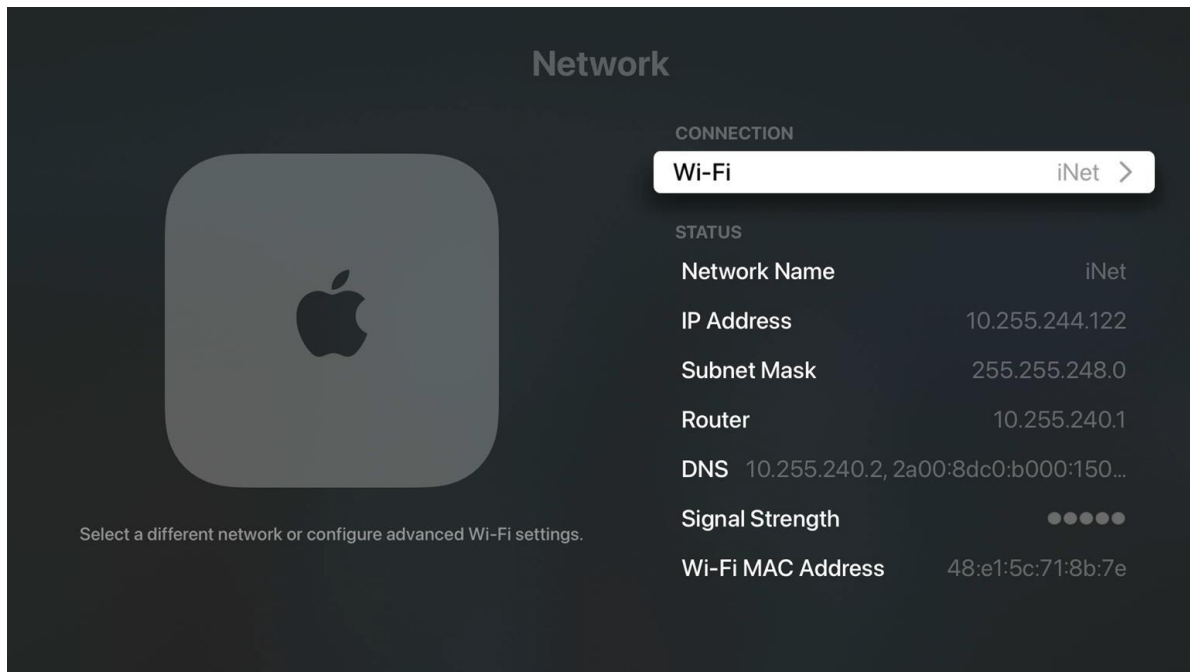 Network
CONNECTION
Wi-Fi iNet
STATUS
Network Name iNet
IP Address 10.255.244.122
Subnet Mask 255.255.248.0
Router 10.255.240.1
DNS 10.255.240.2, 2a00:8dc0:b000:150...
Signal Strength
Wi-Fi MAC Address 48:e1:5c:71:8b:7e
Select a different network or configure advanced Wi-Fi settings.